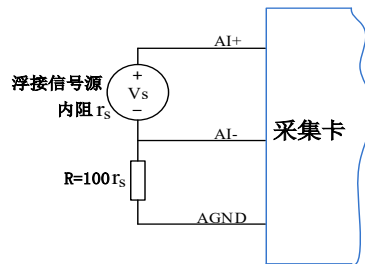 AI+
浮接信号源
内阻 rs
+
Vs
−
AI-
采集卡
R=100 rs
AGND